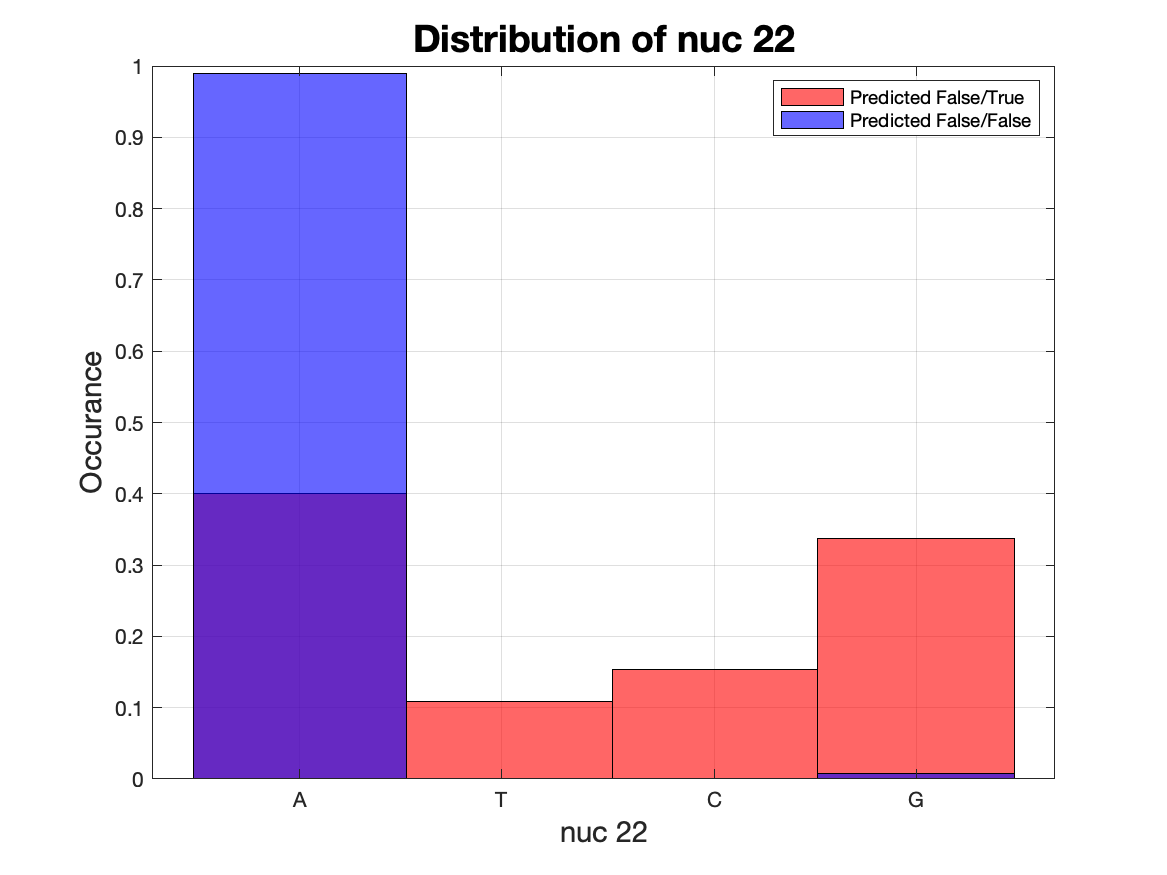 Distribution of nuc 22
Predicted False/True
Predicted False/False
1
0.9
0.8
0.7
0.6
0.5
0.4
0.3
0.2
0.1
0
Occurance
A T C G
nuc 22